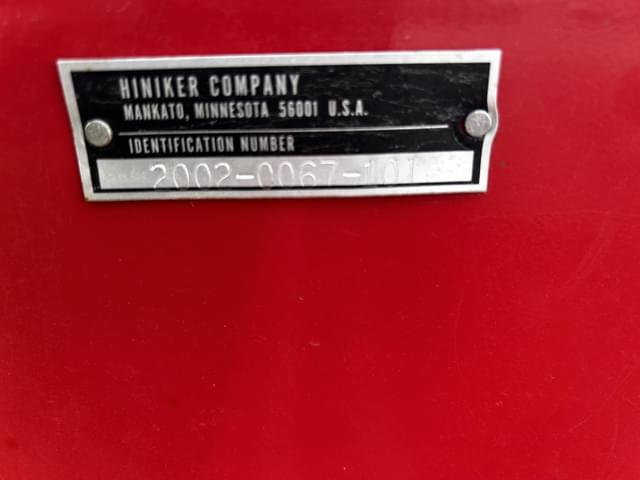 HINIKER COMPANY
MANKATO, MINNESOTA 56001 U.S.A.
IDENTIFICATION NUMBER
2002-0067-101